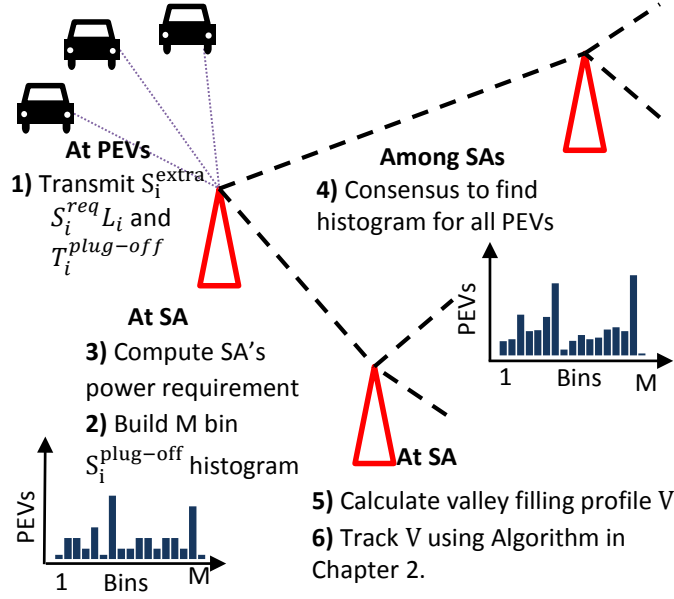 At PEVs
1) Transmit S_i^extra
S_i^req L_i and
T_i^plug-off
Among SAs
4) Consensus to find
histogram for all PEVs
PEVs
1 Bins M
At SA
3) Compute SA's
power requirement
2) Build M bin
S_i^plug-off histogram
PEVs
1 Bins M
At SA
5) Calculate valley filling profile V
6) Track V using Algorithm in
Chapter 2.